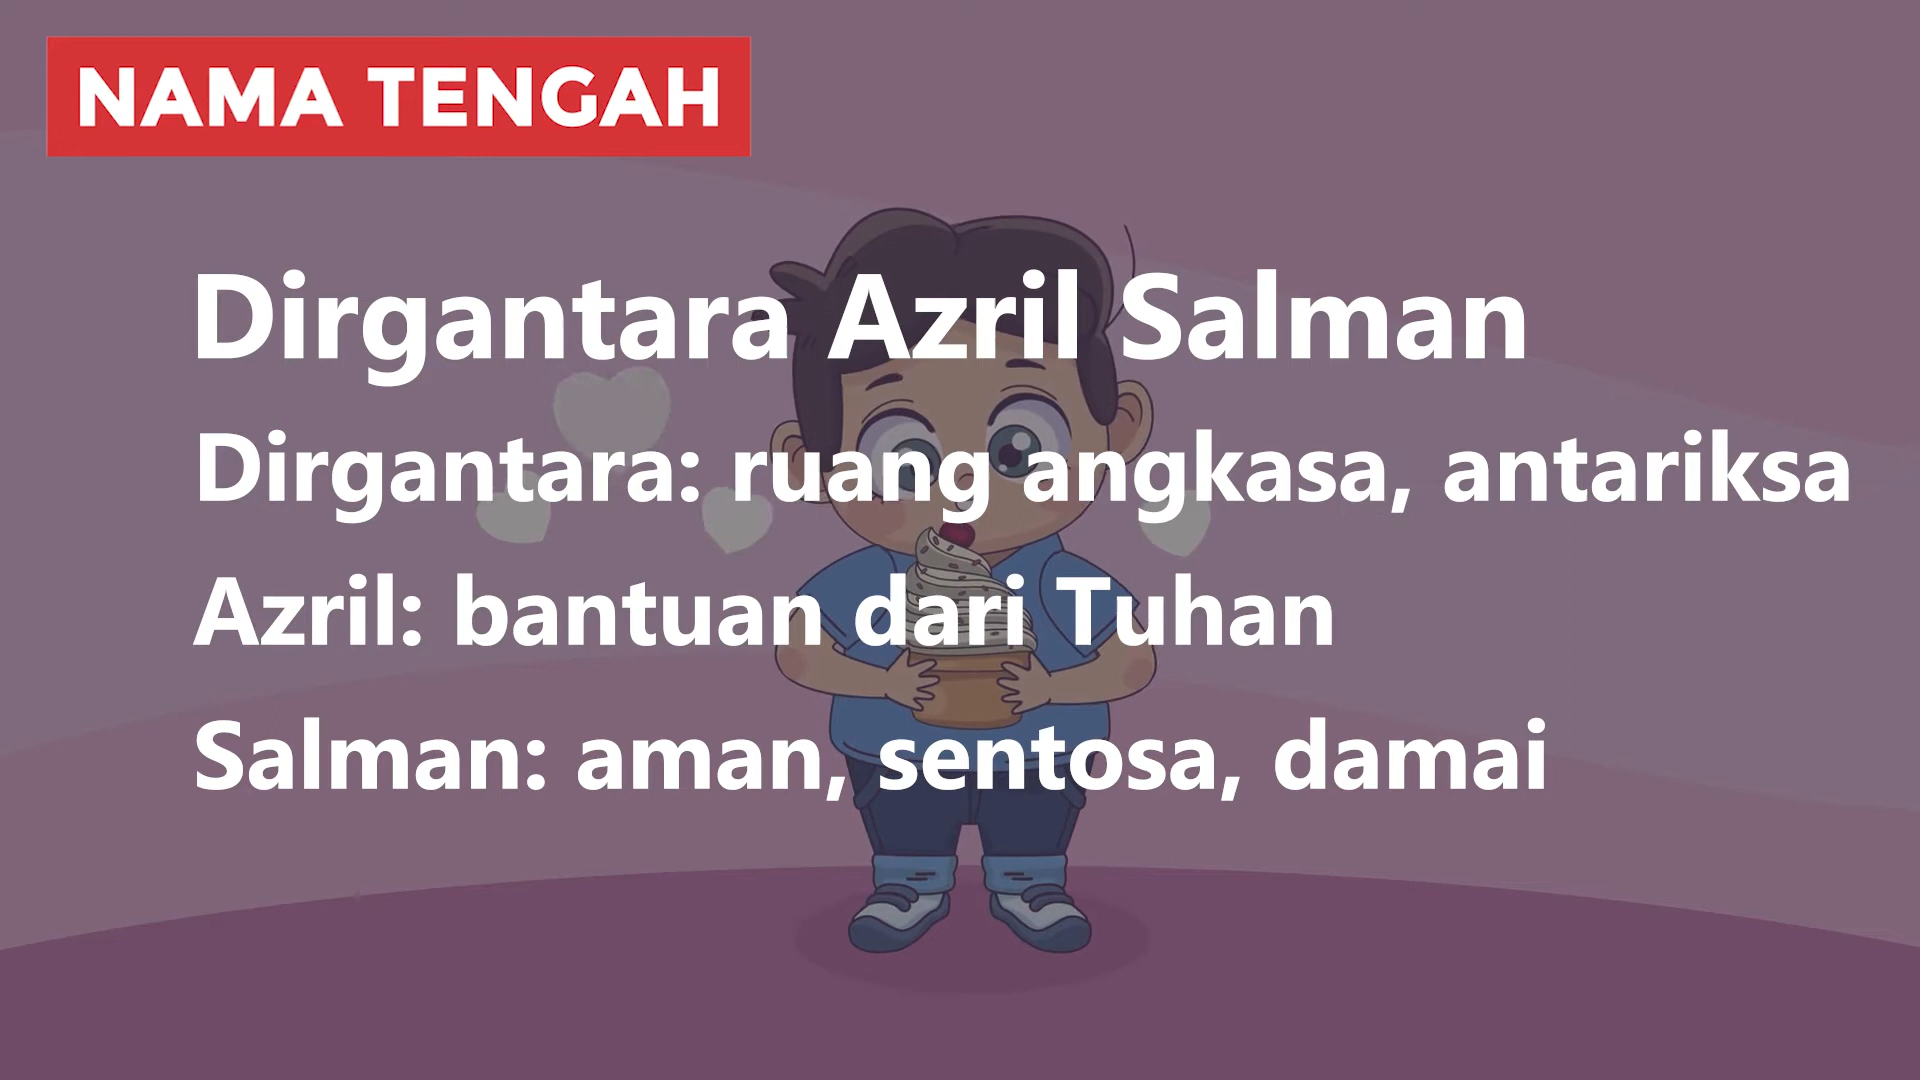 NAMA TENGAH
Dirgantara Azril Salman
Dirgantara: ruang angkasa, antariksa
Azril: bantuan dari Tuhan
Salman: aman, sentosa, damai